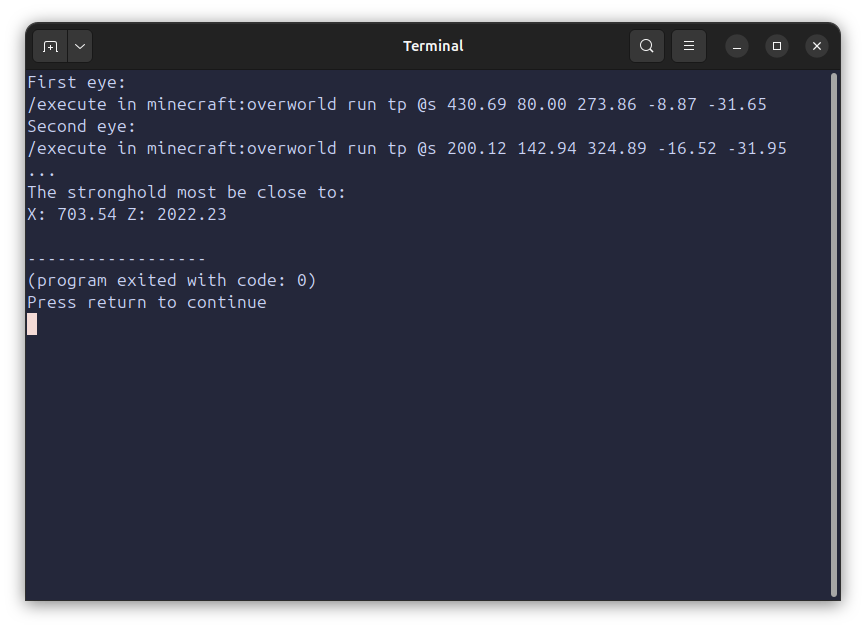 Terminal
First eye:
/execute in minecraft:overworld run tp @s 430.69 80.00 273.86 -8.87 -31.65
Second eye:
/execute in minecraft:overworld run tp @s 200.12 142.94 324.89 -16.52 -31.95
...
The stronghold most be close to:
X: 703.54 Z: 2022.23
------------------
(program exited with code: 0)
Press return to continue